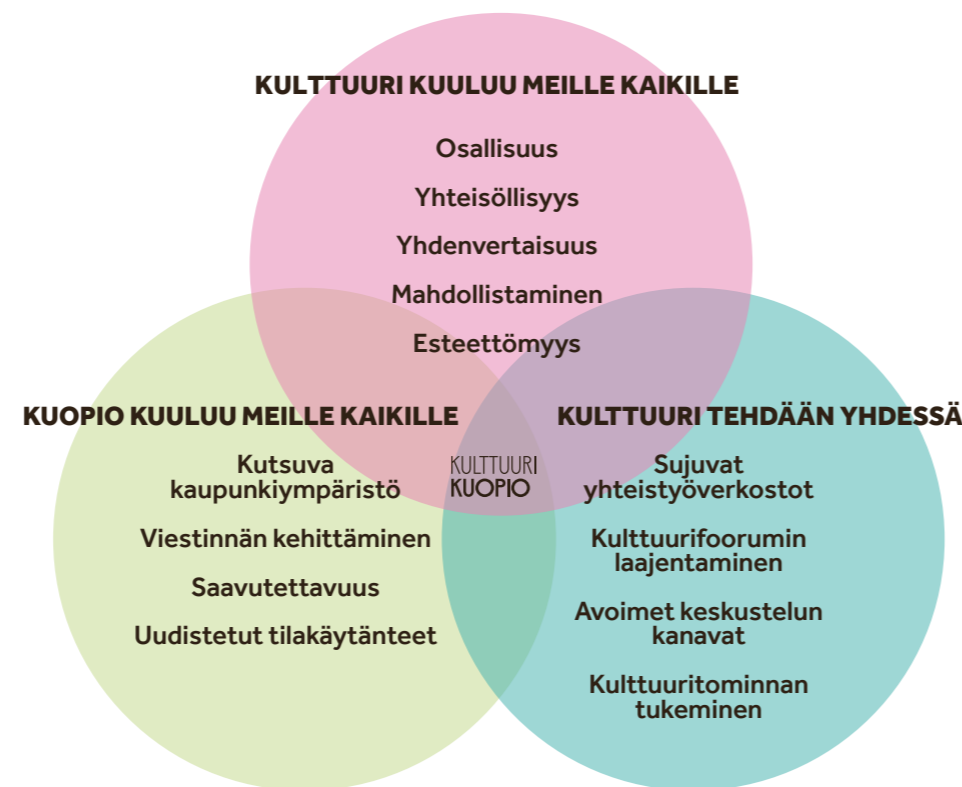 KULTTUURI KUULUU MEILLE KAIKILLE
Osallisuus
Yhteisöllisyys
Yhdenvertaisuus
Mahdollistaminen
Esteettömyys
KUOPIO KUULUU MEILLE KAIKILLE
Kutsuva
kaupunkiympäristö
Viestinnän kehittäminen
Saavutettavuus
Uudistetut tilakäytänteet
KULTTUURI
KUOPIO
KULTTUURI TEHDÄÄN YHDESSÄ
Sujuvat
yhteistyöverkostot
Kulttuurifoorumin
laajentaminen
Avoimet keskustelun
kanavat
Kulttuuritominnan
tukeminen